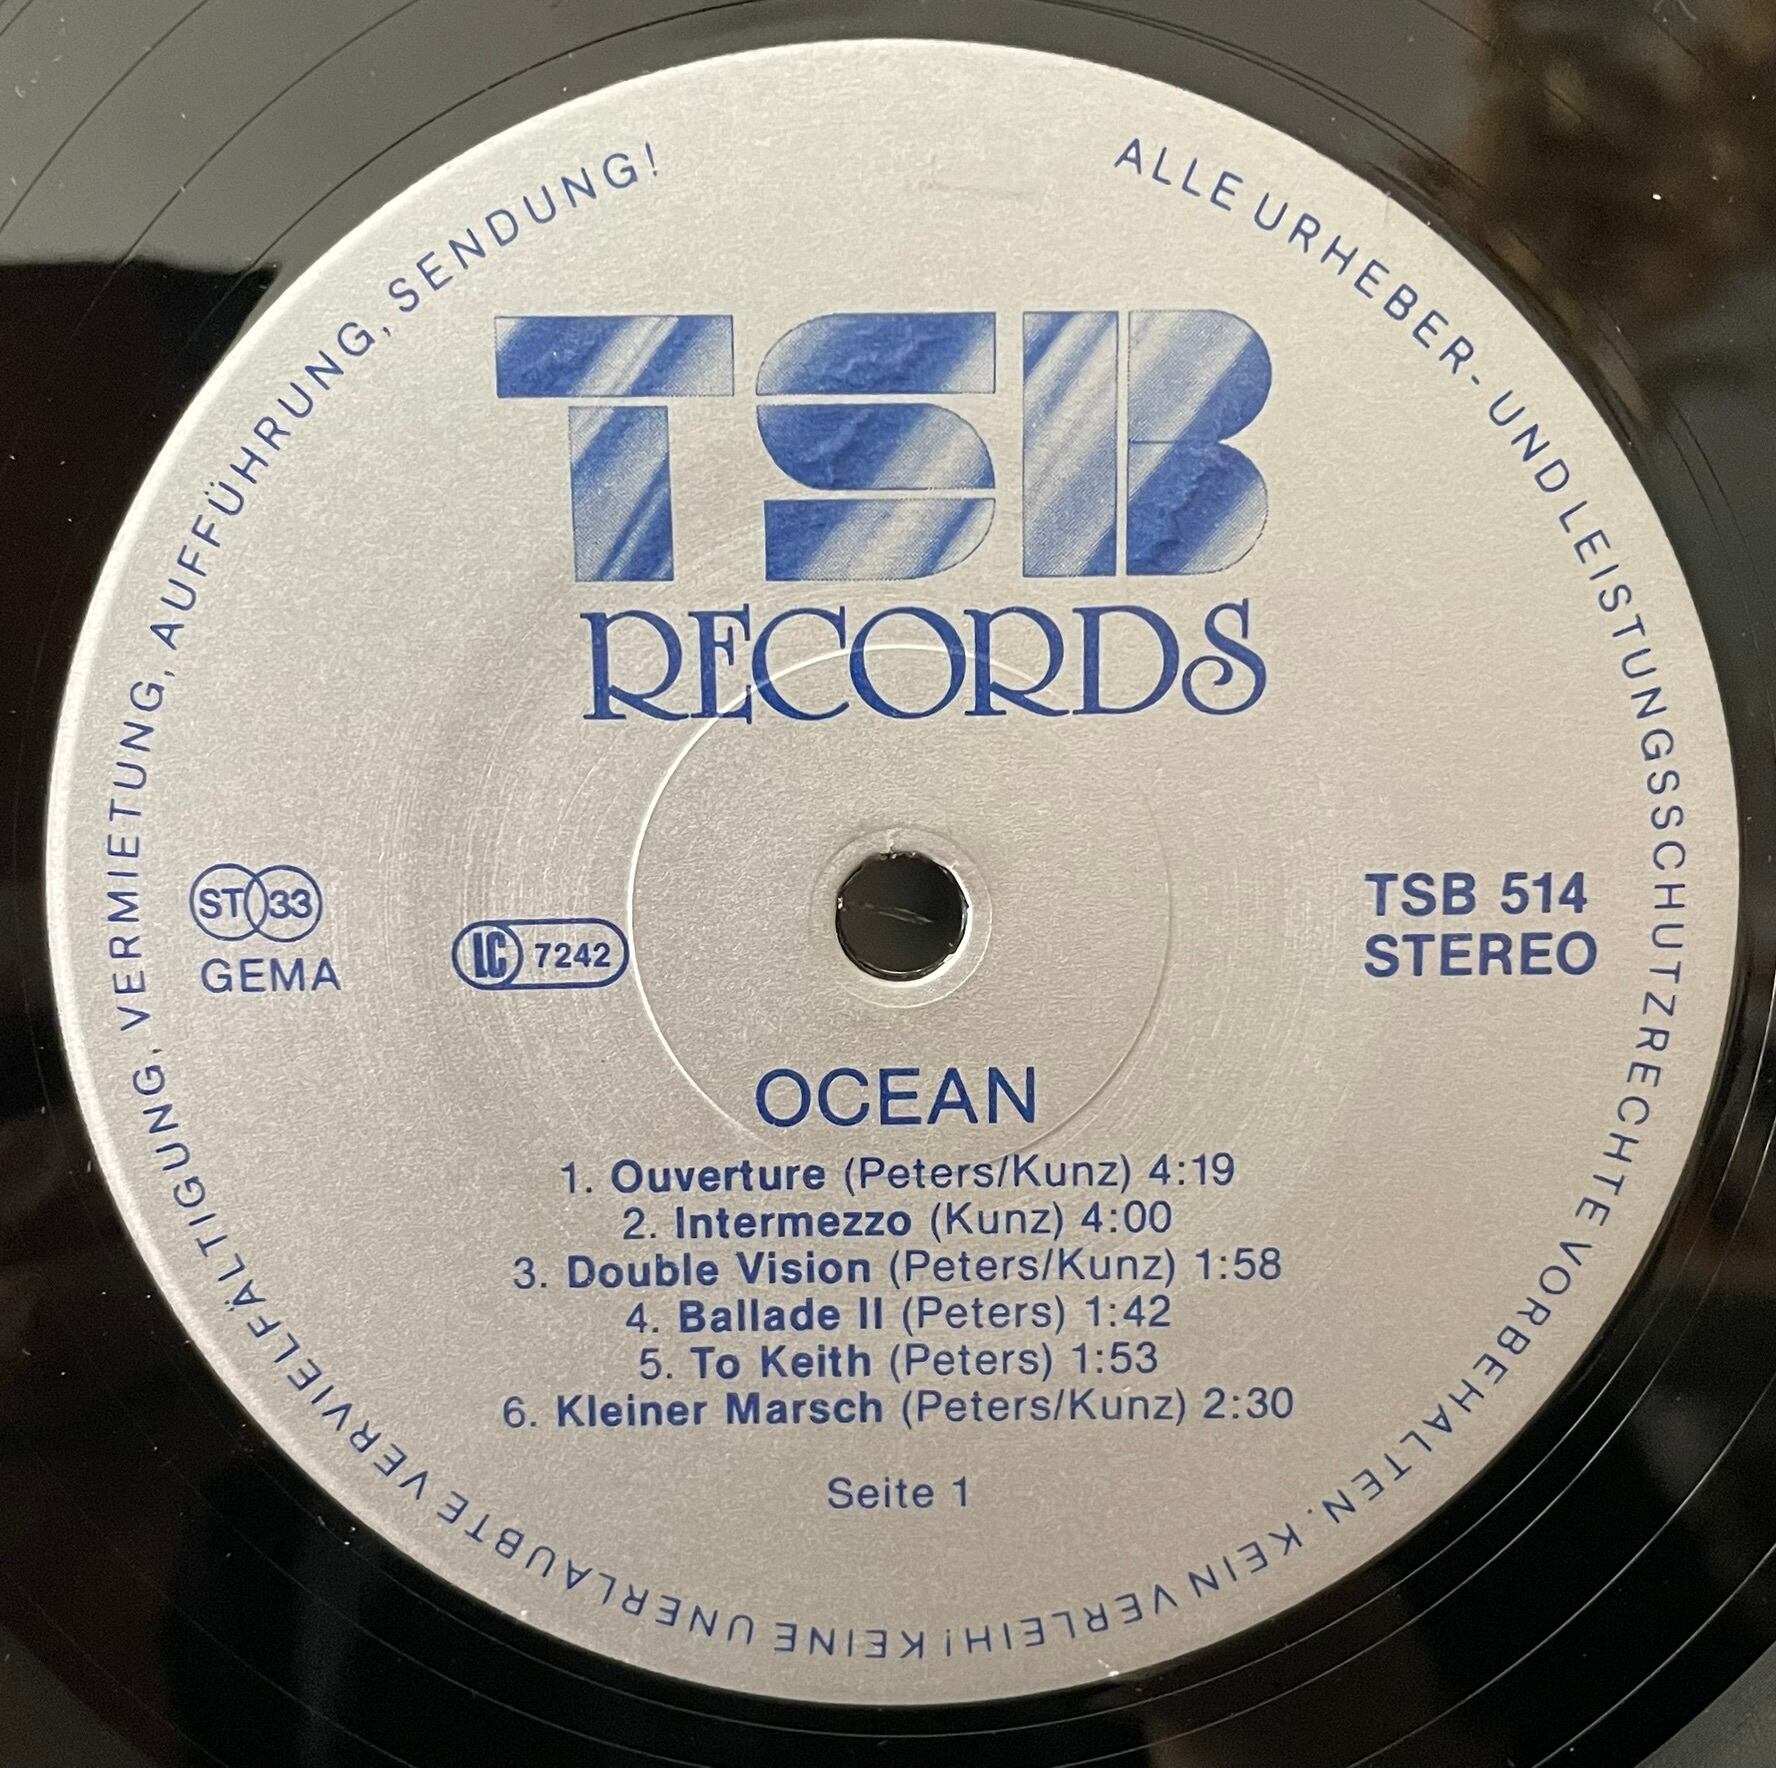 ALLE URHEBER- UND LEISTUNGSSCHUTZRECHTE VORBEHALTEN. KEIN VERLEIH! KEINE UNERLAUBTE VERVIELFÄLTIGUNG, VERMIETUNG, AUFFÜHRUNG, SENDUNG!
TSB
RECORDS
ST 33
GEMA
LC 7242
TSB 514
STEREO
OCEAN
1. Ouverture (Peters/Kunz) 4:19
2. Intermezzo (Kunz) 4:00
3. Double Vision (Peters/Kunz) 1:58
4. Ballade II (Peters) 1:42
5. To Keith (Peters) 1:53
6. Kleiner Marsch (Peters/Kunz) 2:30
Seite 1